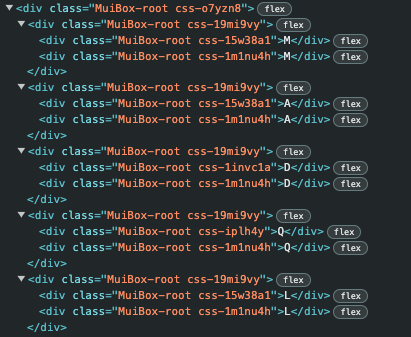 <div class="MuiBox-root css-o7yzn8"> flex
<div class="MuiBox-root css-19mi9vy"> flex
<div class="MuiBox-root css-15w38a1">M</div> flex
<div class="MuiBox-root css-1m1nu4h">M</div> flex
</div>
<div class="MuiBox-root css-19mi9vy"> flex
<div class="MuiBox-root css-15w38a1">A</div> flex
<div class="MuiBox-root css-1m1nu4h">A</div> flex
</div>
<div class="MuiBox-root css-19mi9vy"> flex
<div class="MuiBox-root css-1invc1a">D</div> flex
<div class="MuiBox-root css-1m1nu4h">D</div> flex
</div>
<div class="MuiBox-root css-19mi9vy"> flex
<div class="MuiBox-root css-iplh4y">Q</div> flex
<div class="MuiBox-root css-1m1nu4h">Q</div> flex
</div>
<div class="MuiBox-root css-19mi9vy"> flex
<div class="MuiBox-root css-15w38a1">L</div> flex
<div class="MuiBox-root css-1m1nu4h">L</div> flex
</div>